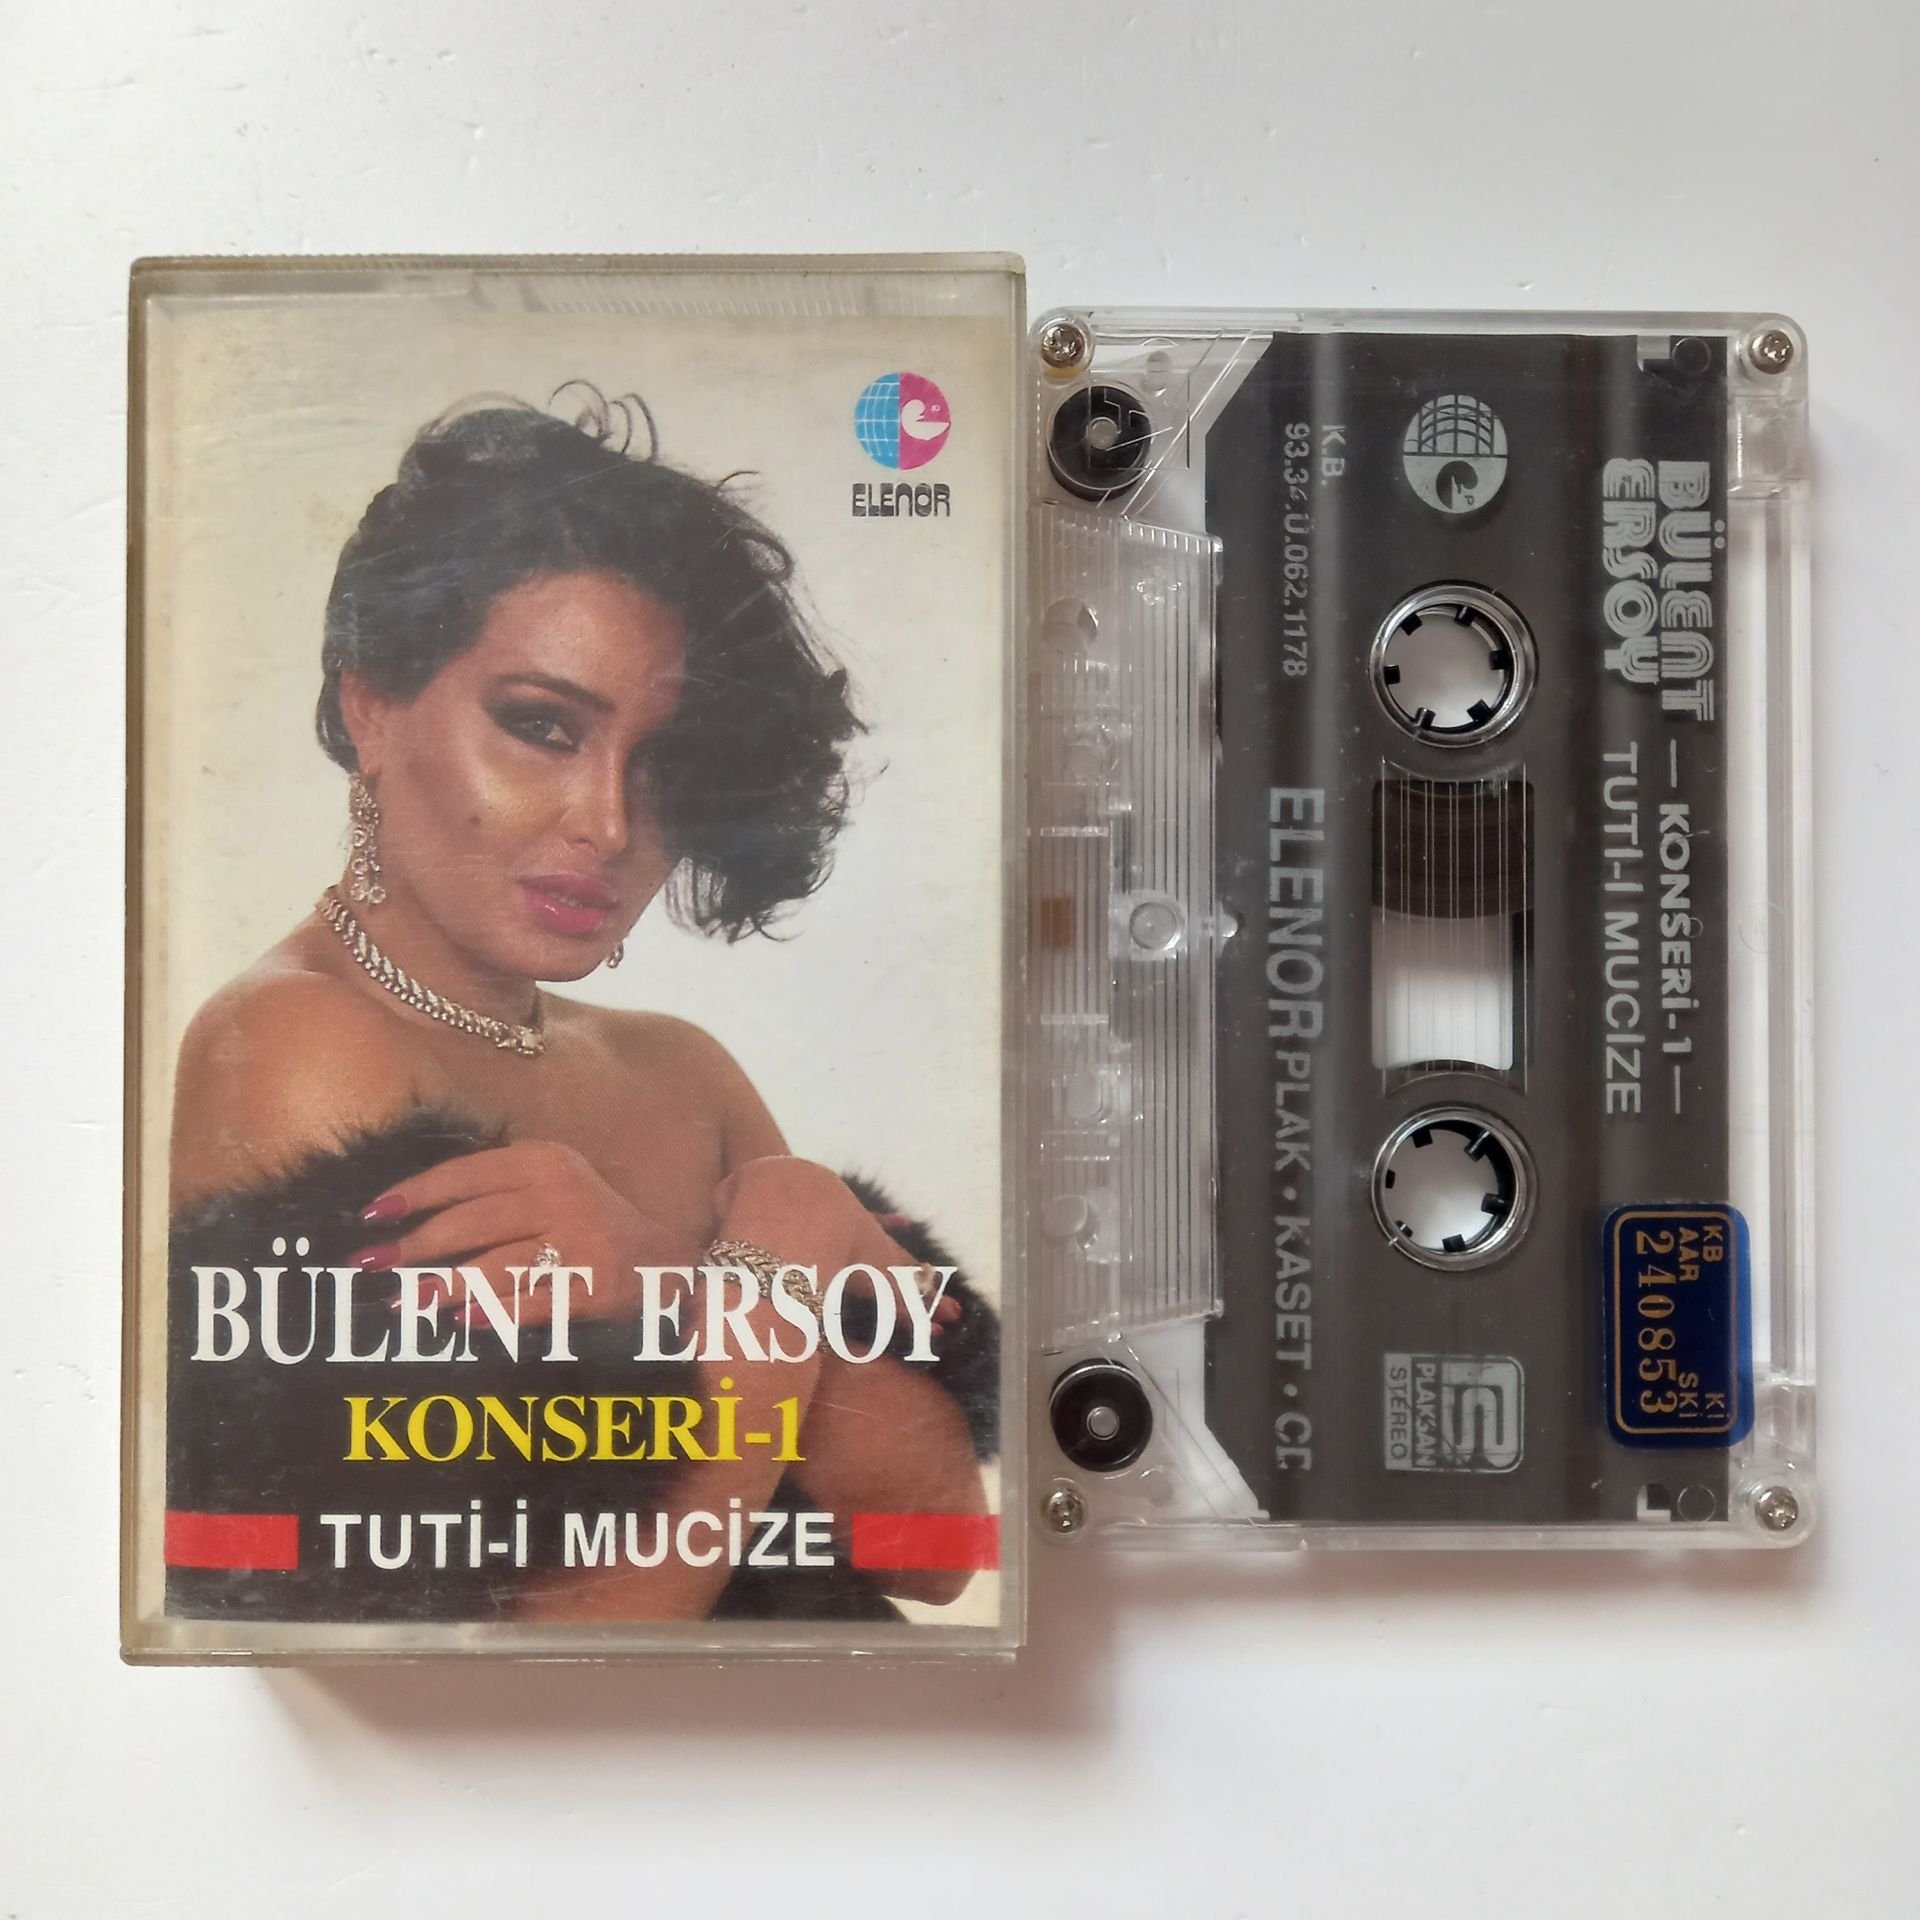 ELENOR
BÜLENT ERSOY
KONSERİ-1
TUTİ-İ MUCİZE
BÜLENT
ERSOY
— KONSERİ-1 —
TUTİ-İ MUCİZE
K.B.
93.34.Ü.062.1178
ELENOR PLAK • KASET • CD
PLAKSAN
STEREO
KB
AAR
240853
Kİ
SKİ